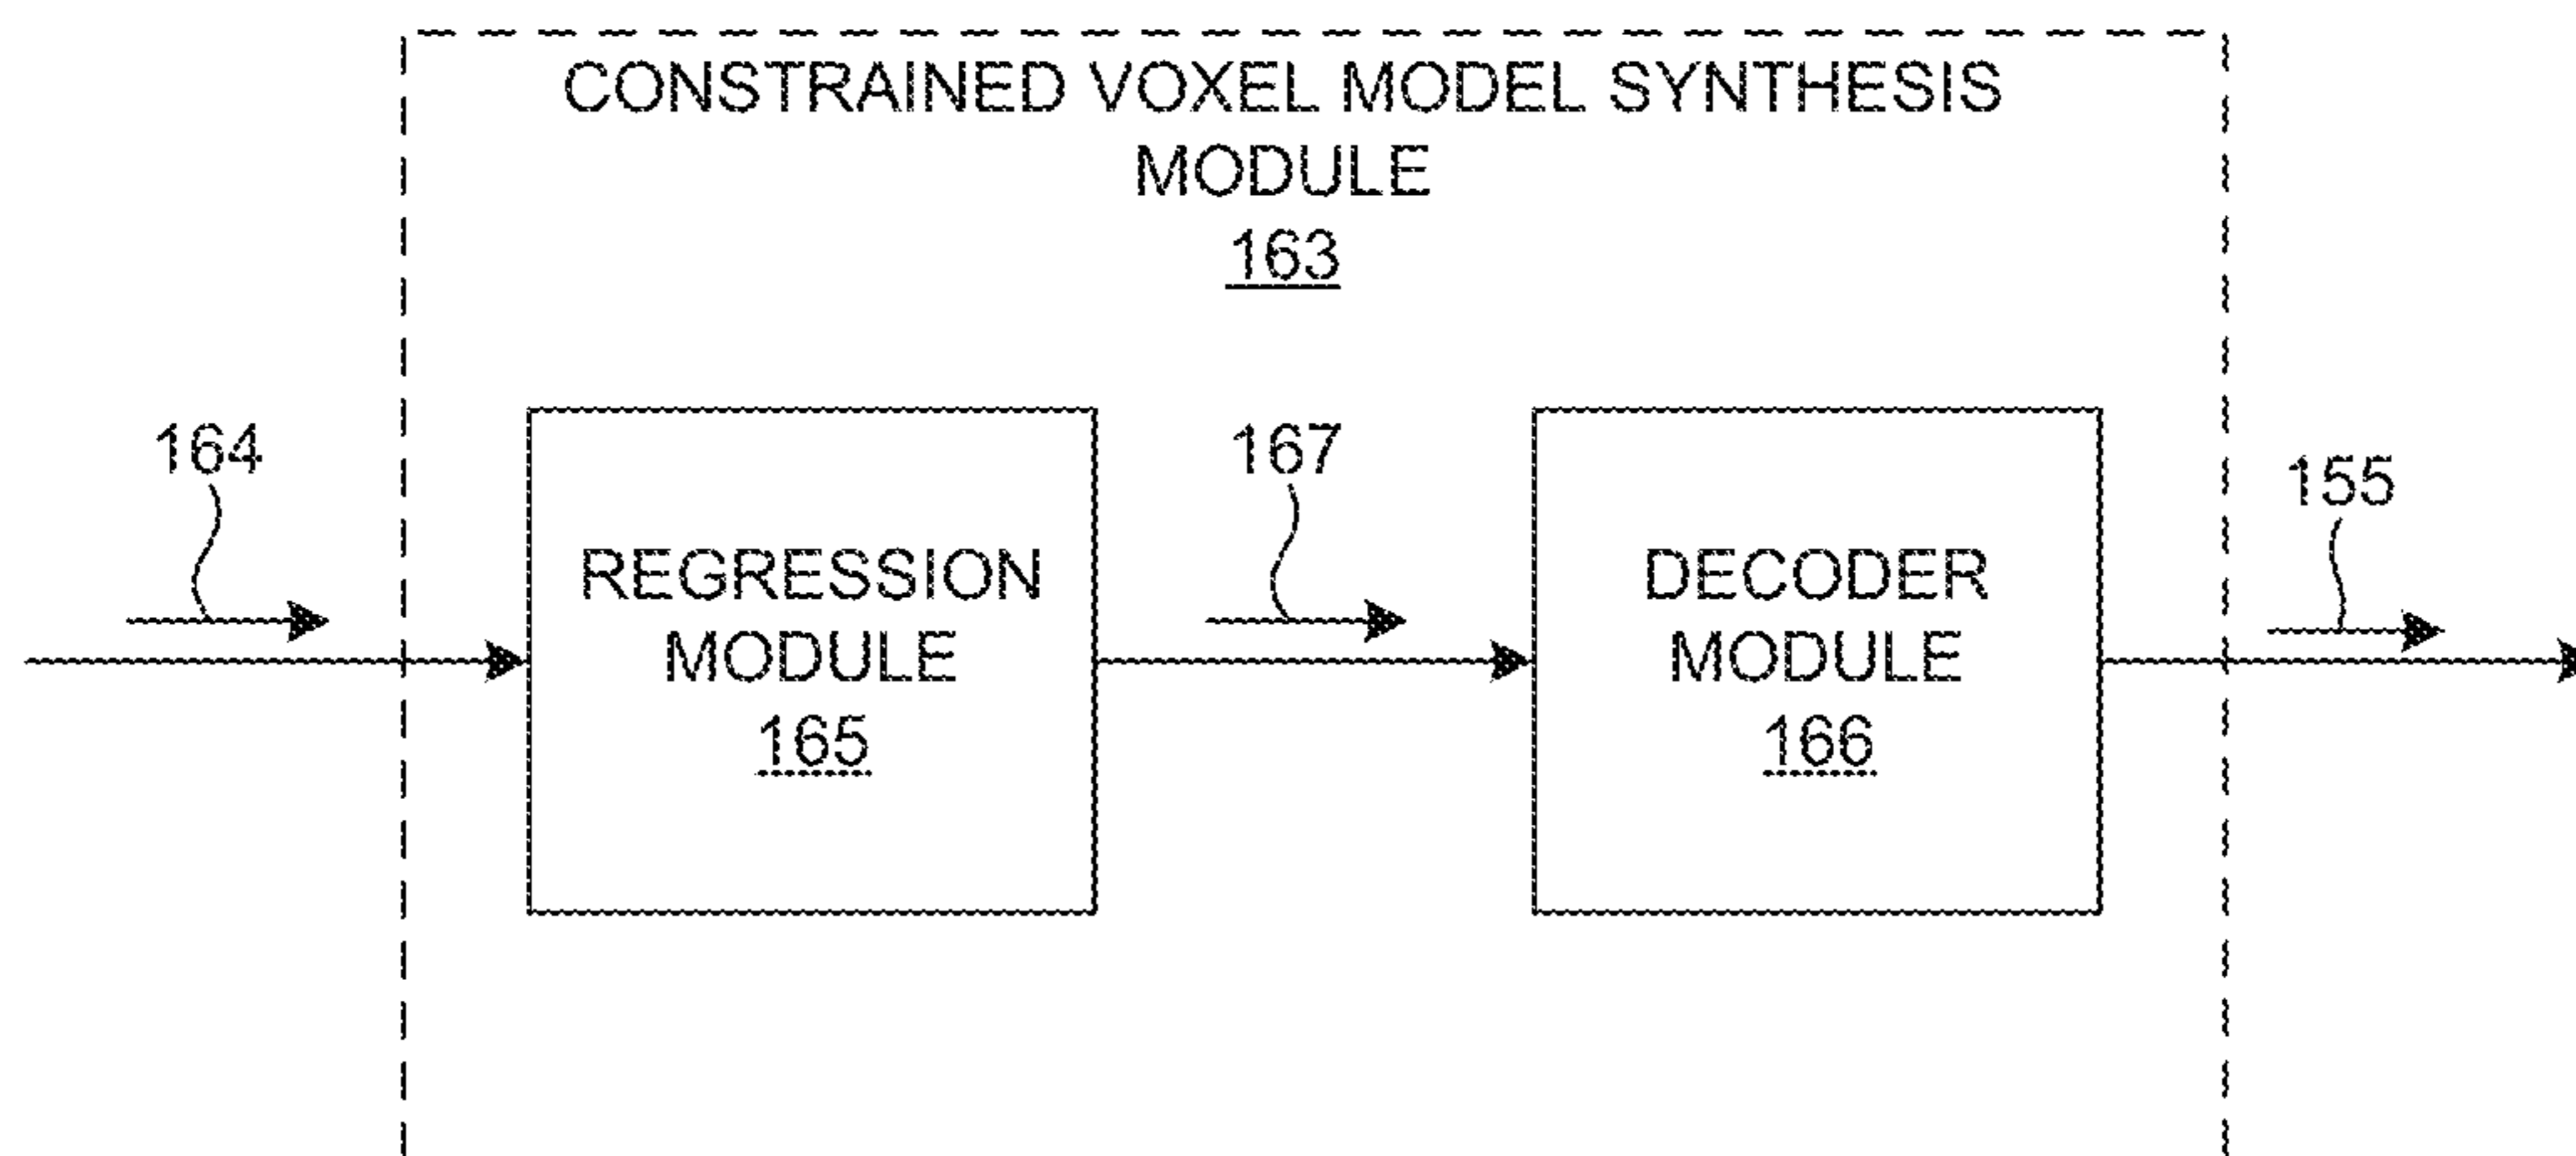 CONSTRAINED VOXEL MODEL SYNTHESIS
MODULE
163
164
167
155
REGRESSION
MODULE
165
DECODER
MODULE
166